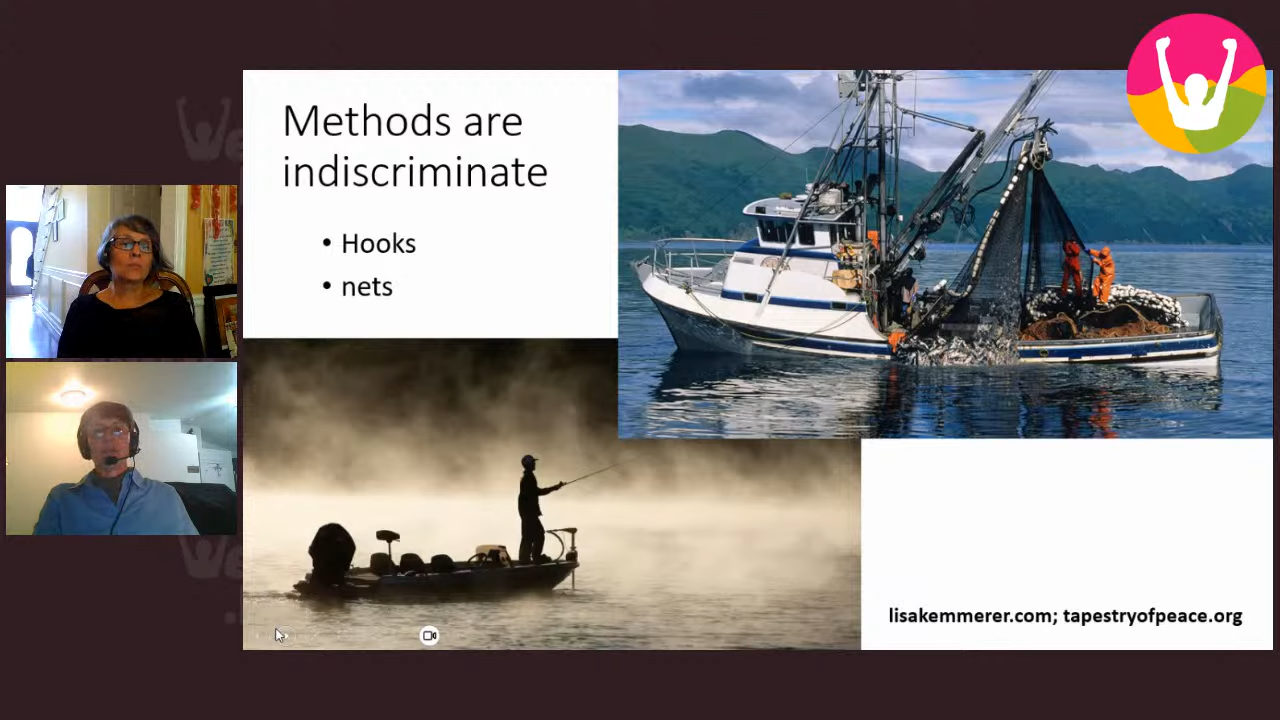 Methods are
indiscriminate
• Hooks
• nets
lisakemmerer.com; tapestryofpeace.org